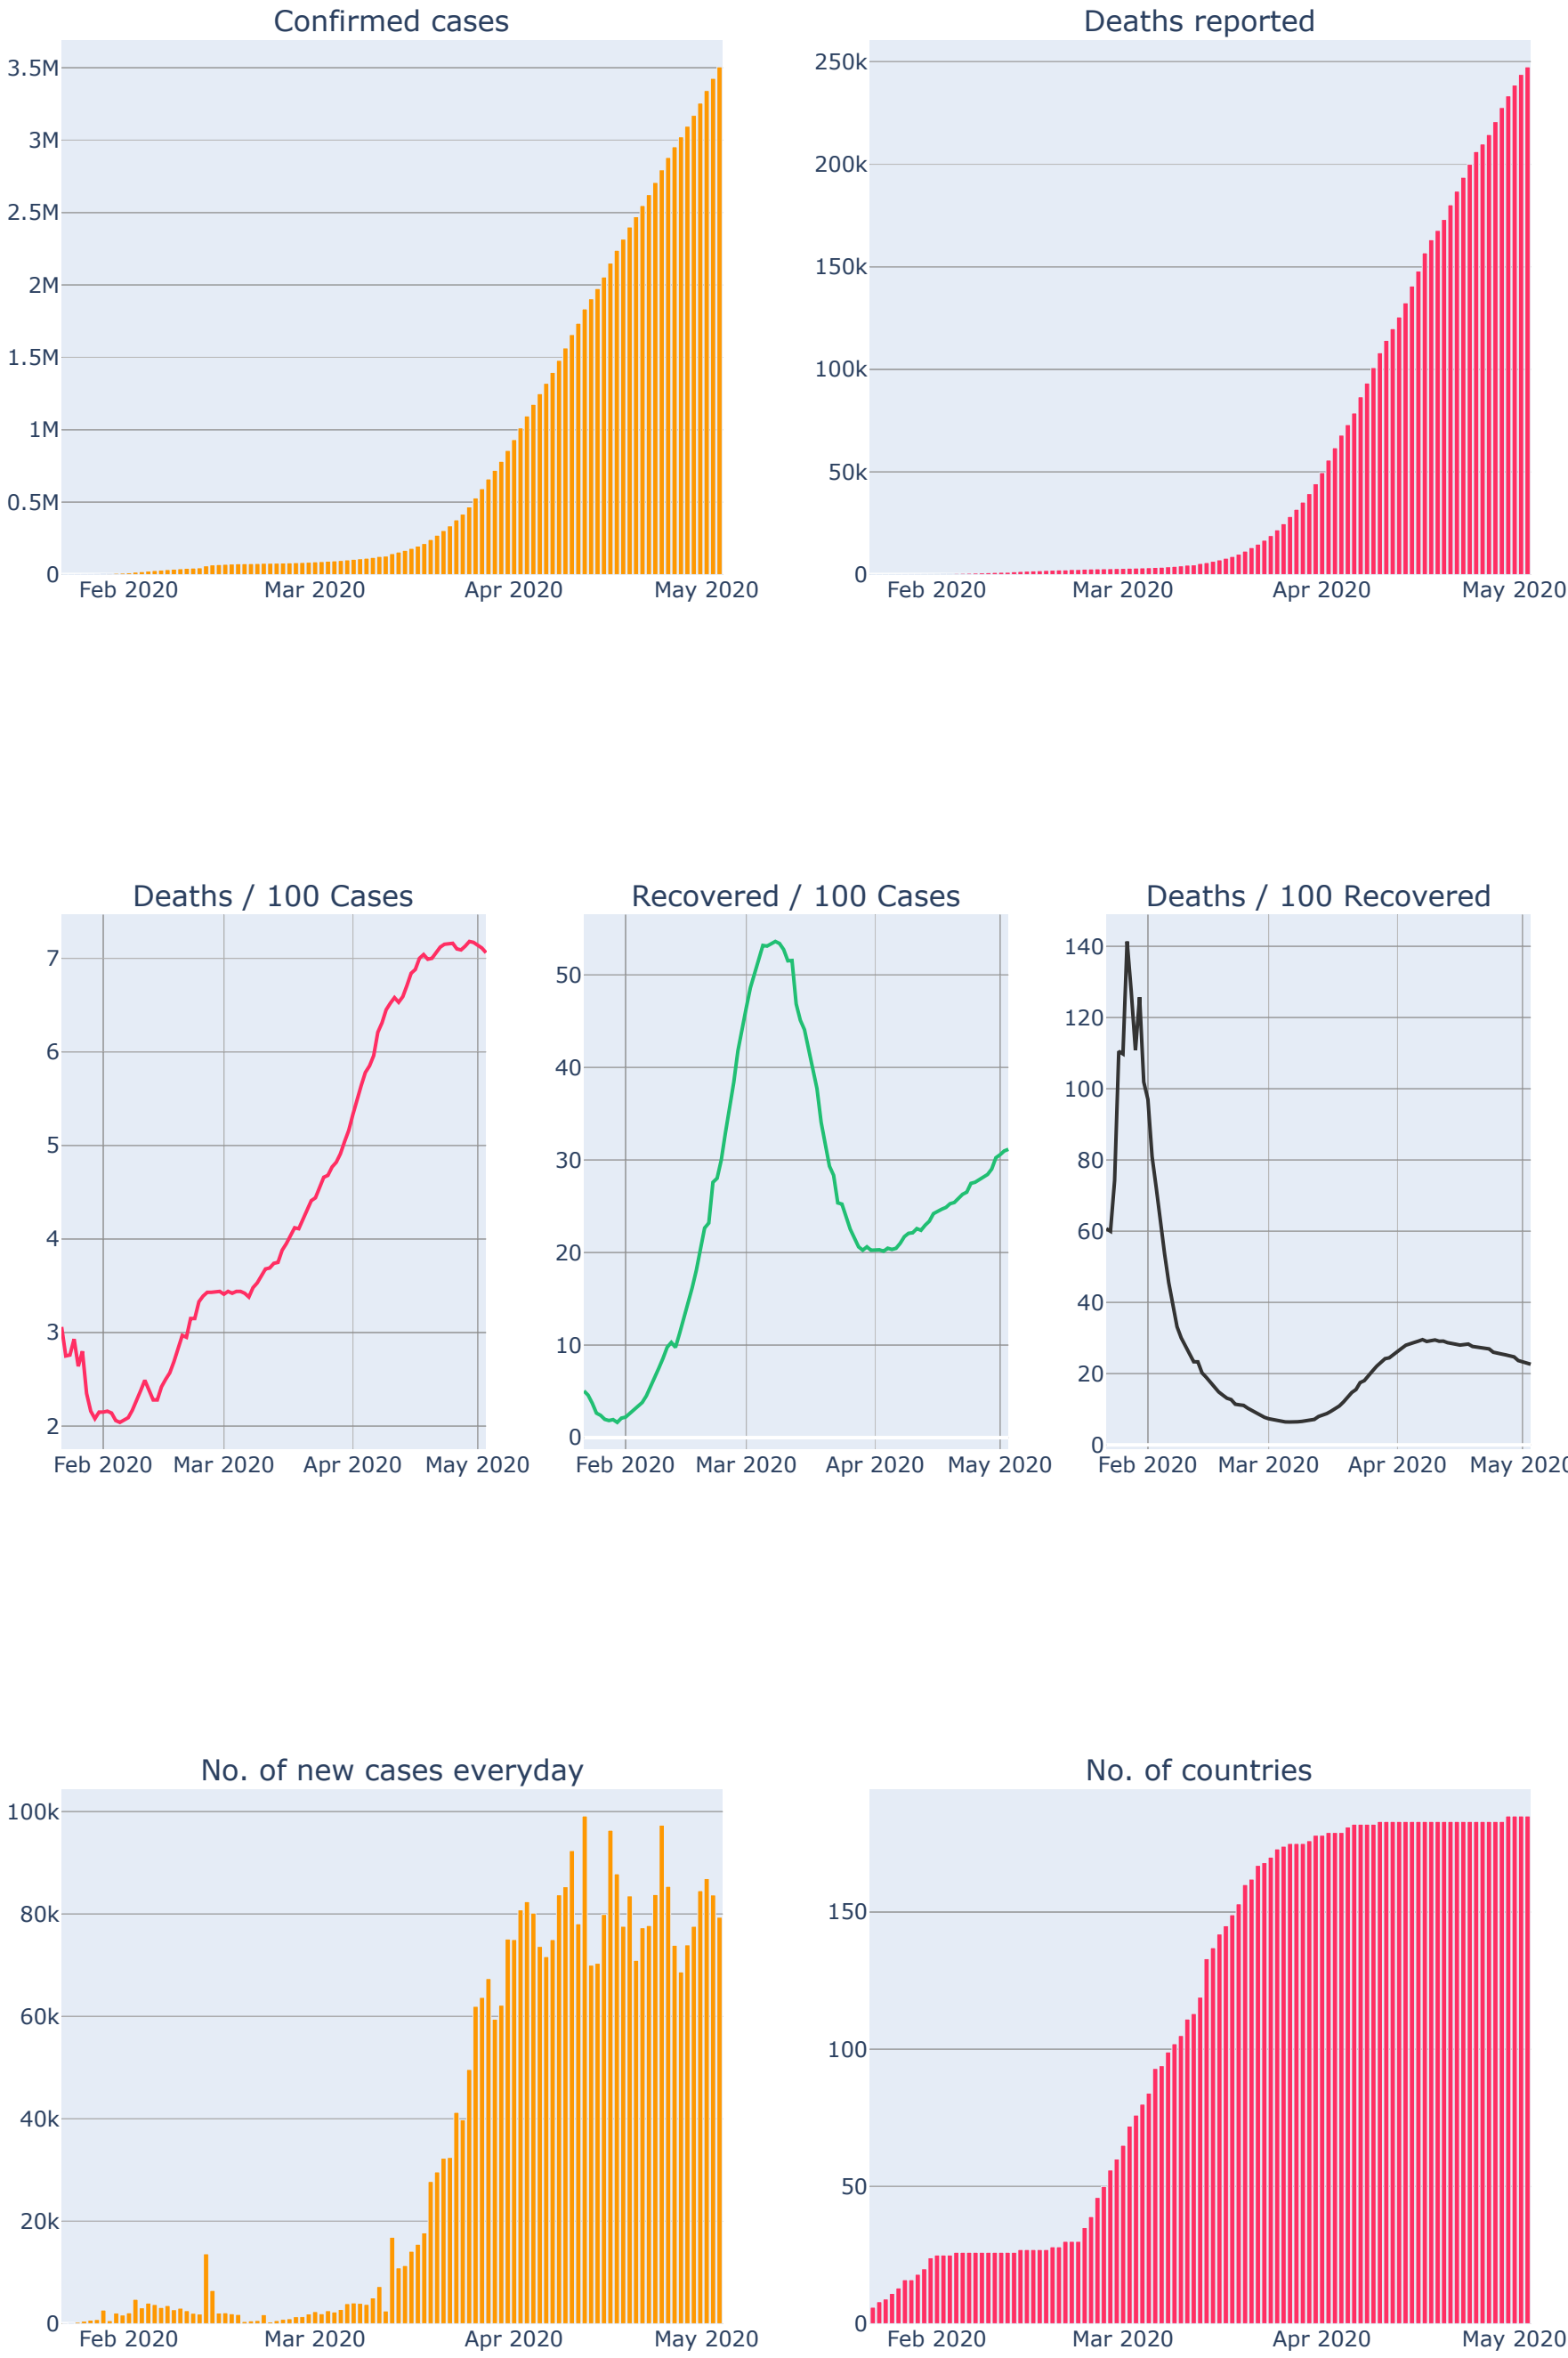 Confirmed cases
Deaths reported
3.5M
3M
2.5M
2M
1.5M
1M
0.5M
0
Feb 2020 Mar 2020 Apr 2020 May 2020
250k
200k
150k
100k
50k
0
Feb 2020 Mar 2020 Apr 2020 May 2020
Deaths / 100 Cases
Recovered / 100 Cases
Deaths / 100 Recovered
7
6
5
4
3
2
Feb 2020 Mar 2020 Apr 2020 May 2020
50
40
30
20
10
0
Feb 2020 Mar 2020 Apr 2020 May 2020
140
120
100
80
60
40
20
0
Feb 2020 Mar 2020 Apr 2020 May 202
No. of new cases everyday
No. of countries
100k
80k
60k
40k
20k
0
Feb 2020 Mar 2020 Apr 2020 May 2020
150
100
50
0
Feb 2020 Mar 2020 Apr 2020 May 2020